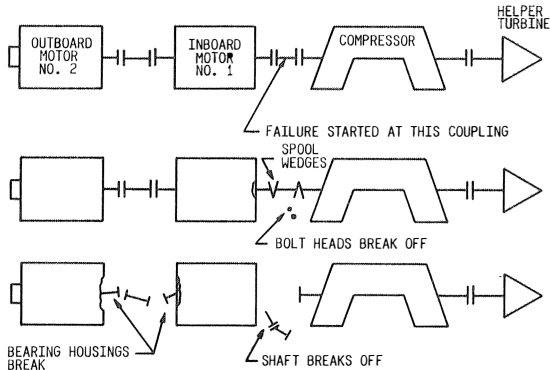 HELPER
TURBINE
OUTBOARD
MOTOR
NO. 2
INBOARD
MOTOR
NO. 1
COMPRESSOR
FAILURE STARTED AT THIS COUPLING
SPOOL
WEDGES
BOLT HEADS BREAK OFF
BEARING HOUSINGS
BREAK
SHAFT BREAKS OFF